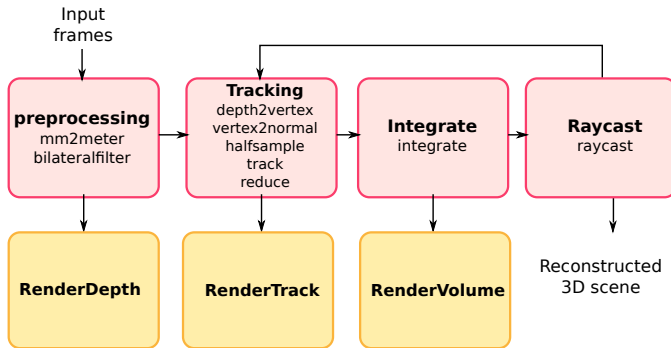 Input
frames
preprocessing
mm2meter
bilateralfilter
Tracking
depth2vertex
vertex2normal
halfsample
track
reduce
Integrate
integrate
Raycast
raycast
RenderDepth
RenderTrack
RenderVolume
Reconstructed
3D scene